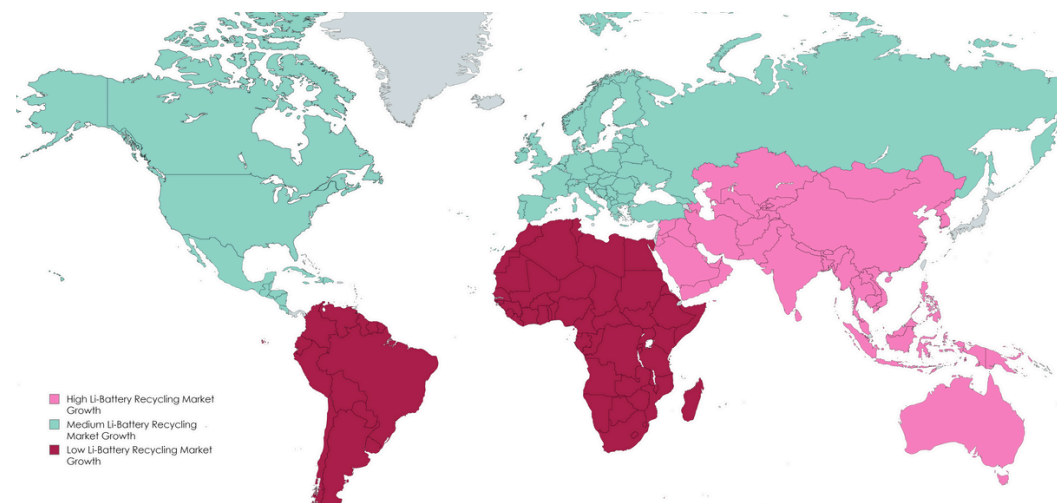 High Li-Battery Recycling Market
Growth
Medium Li-Battery Recycling
Market Growth
Low Li-Battery Recycling Market
Growth